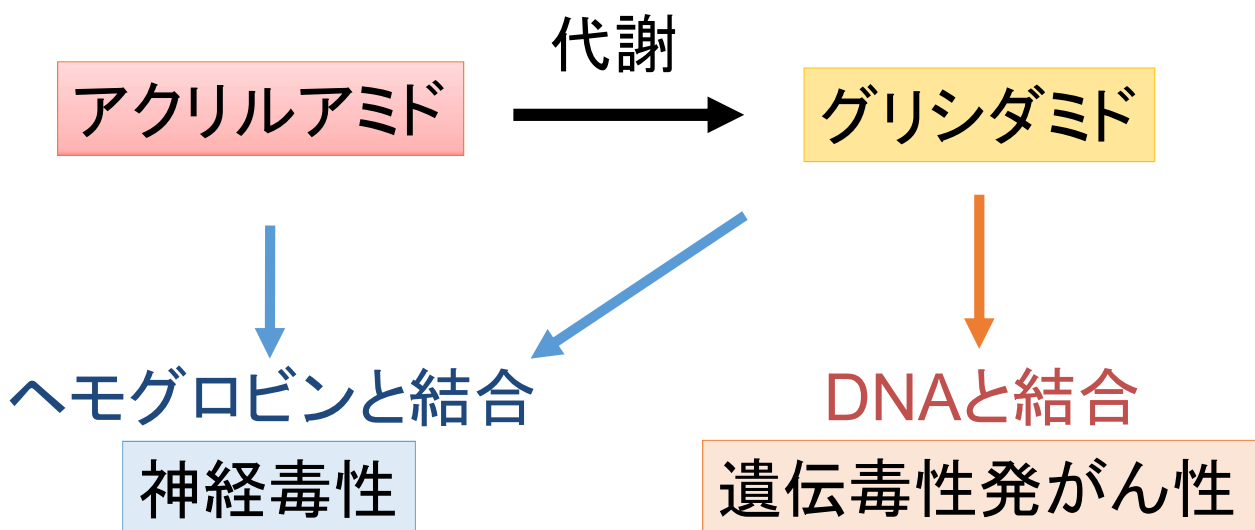 代謝
アクリルアミド
グリシダミド
ヘモグロビンと結合
DNAと結合
神経毒性
遺伝毒性発がん性